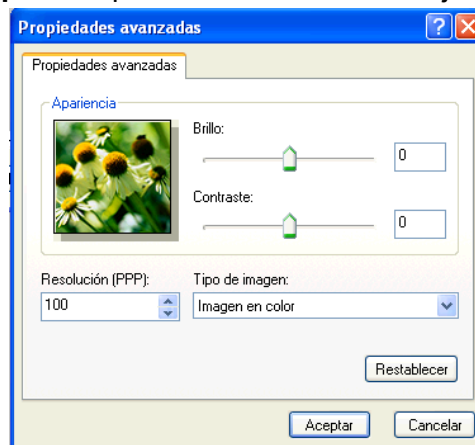 Propiedades avanzadas
Propiedades avanzadas
Apariencia
Brillo:
0
Contraste:
0
Resolución (PPP):
Tipo de imagen:
100
Imagen en color
Restablecer
Aceptar
Cancelar